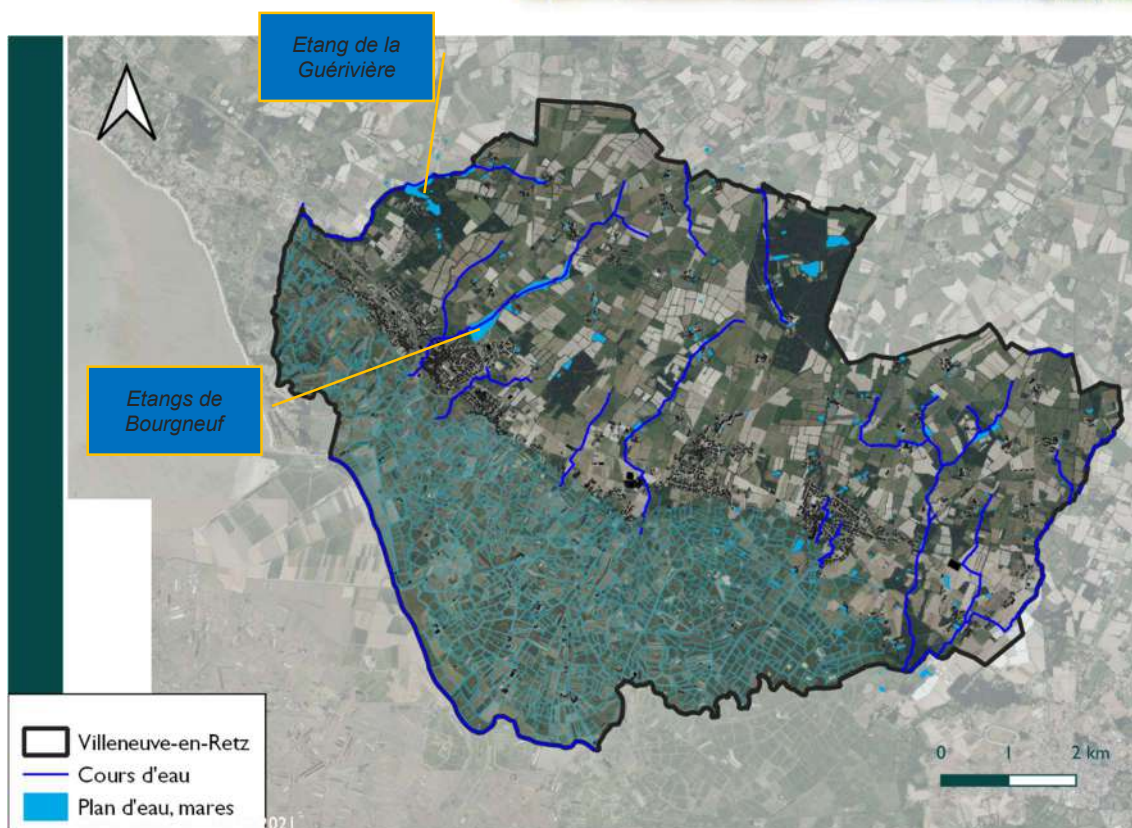 Etang de la
Guérivière
Etangs de
Bourgneuf
Villeneuve-en-Retz
Cours d'eau
Plan d'eau, mares
0 1 2 km
2021